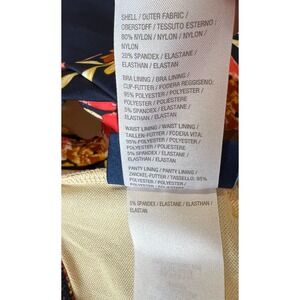 SHELL / OUTER FABRIC /
OBERSTOFF / TESSUTO ESTERNO :
80% NYLON / NYLON / NYLON /
NYLON
20% SPANDEX / ELASTANE /
ELASTHAN / ELASTAN
BRA LINING / BRA LINING /
CUP-FUTTER / FODERA REGGISENO:
95% POLYESTER / POLYESTER /
POLYESTER / POLIESTERE
5% SPANDEX / ELASTANE /
ELASTHAN / ELASTAN
WAIST LINING / WAIST LINING /
TAILLEN-FUTTER / FODERA VITA:
95% POLYESTER / POLYESTER /
POLYESTER / POLIESTERE
5% SPANDEX / ELASTANE /
ELASTHAN / ELASTAN
PANTY LINING / PANTY LINING /
ZWICKEL-FUTTER / TASSELLO: 95%
POLYESTER / POLYESTER /
POLYESTER /
5% SPANDEX / ELASTANE / ELASTHAN /
ELASTAN